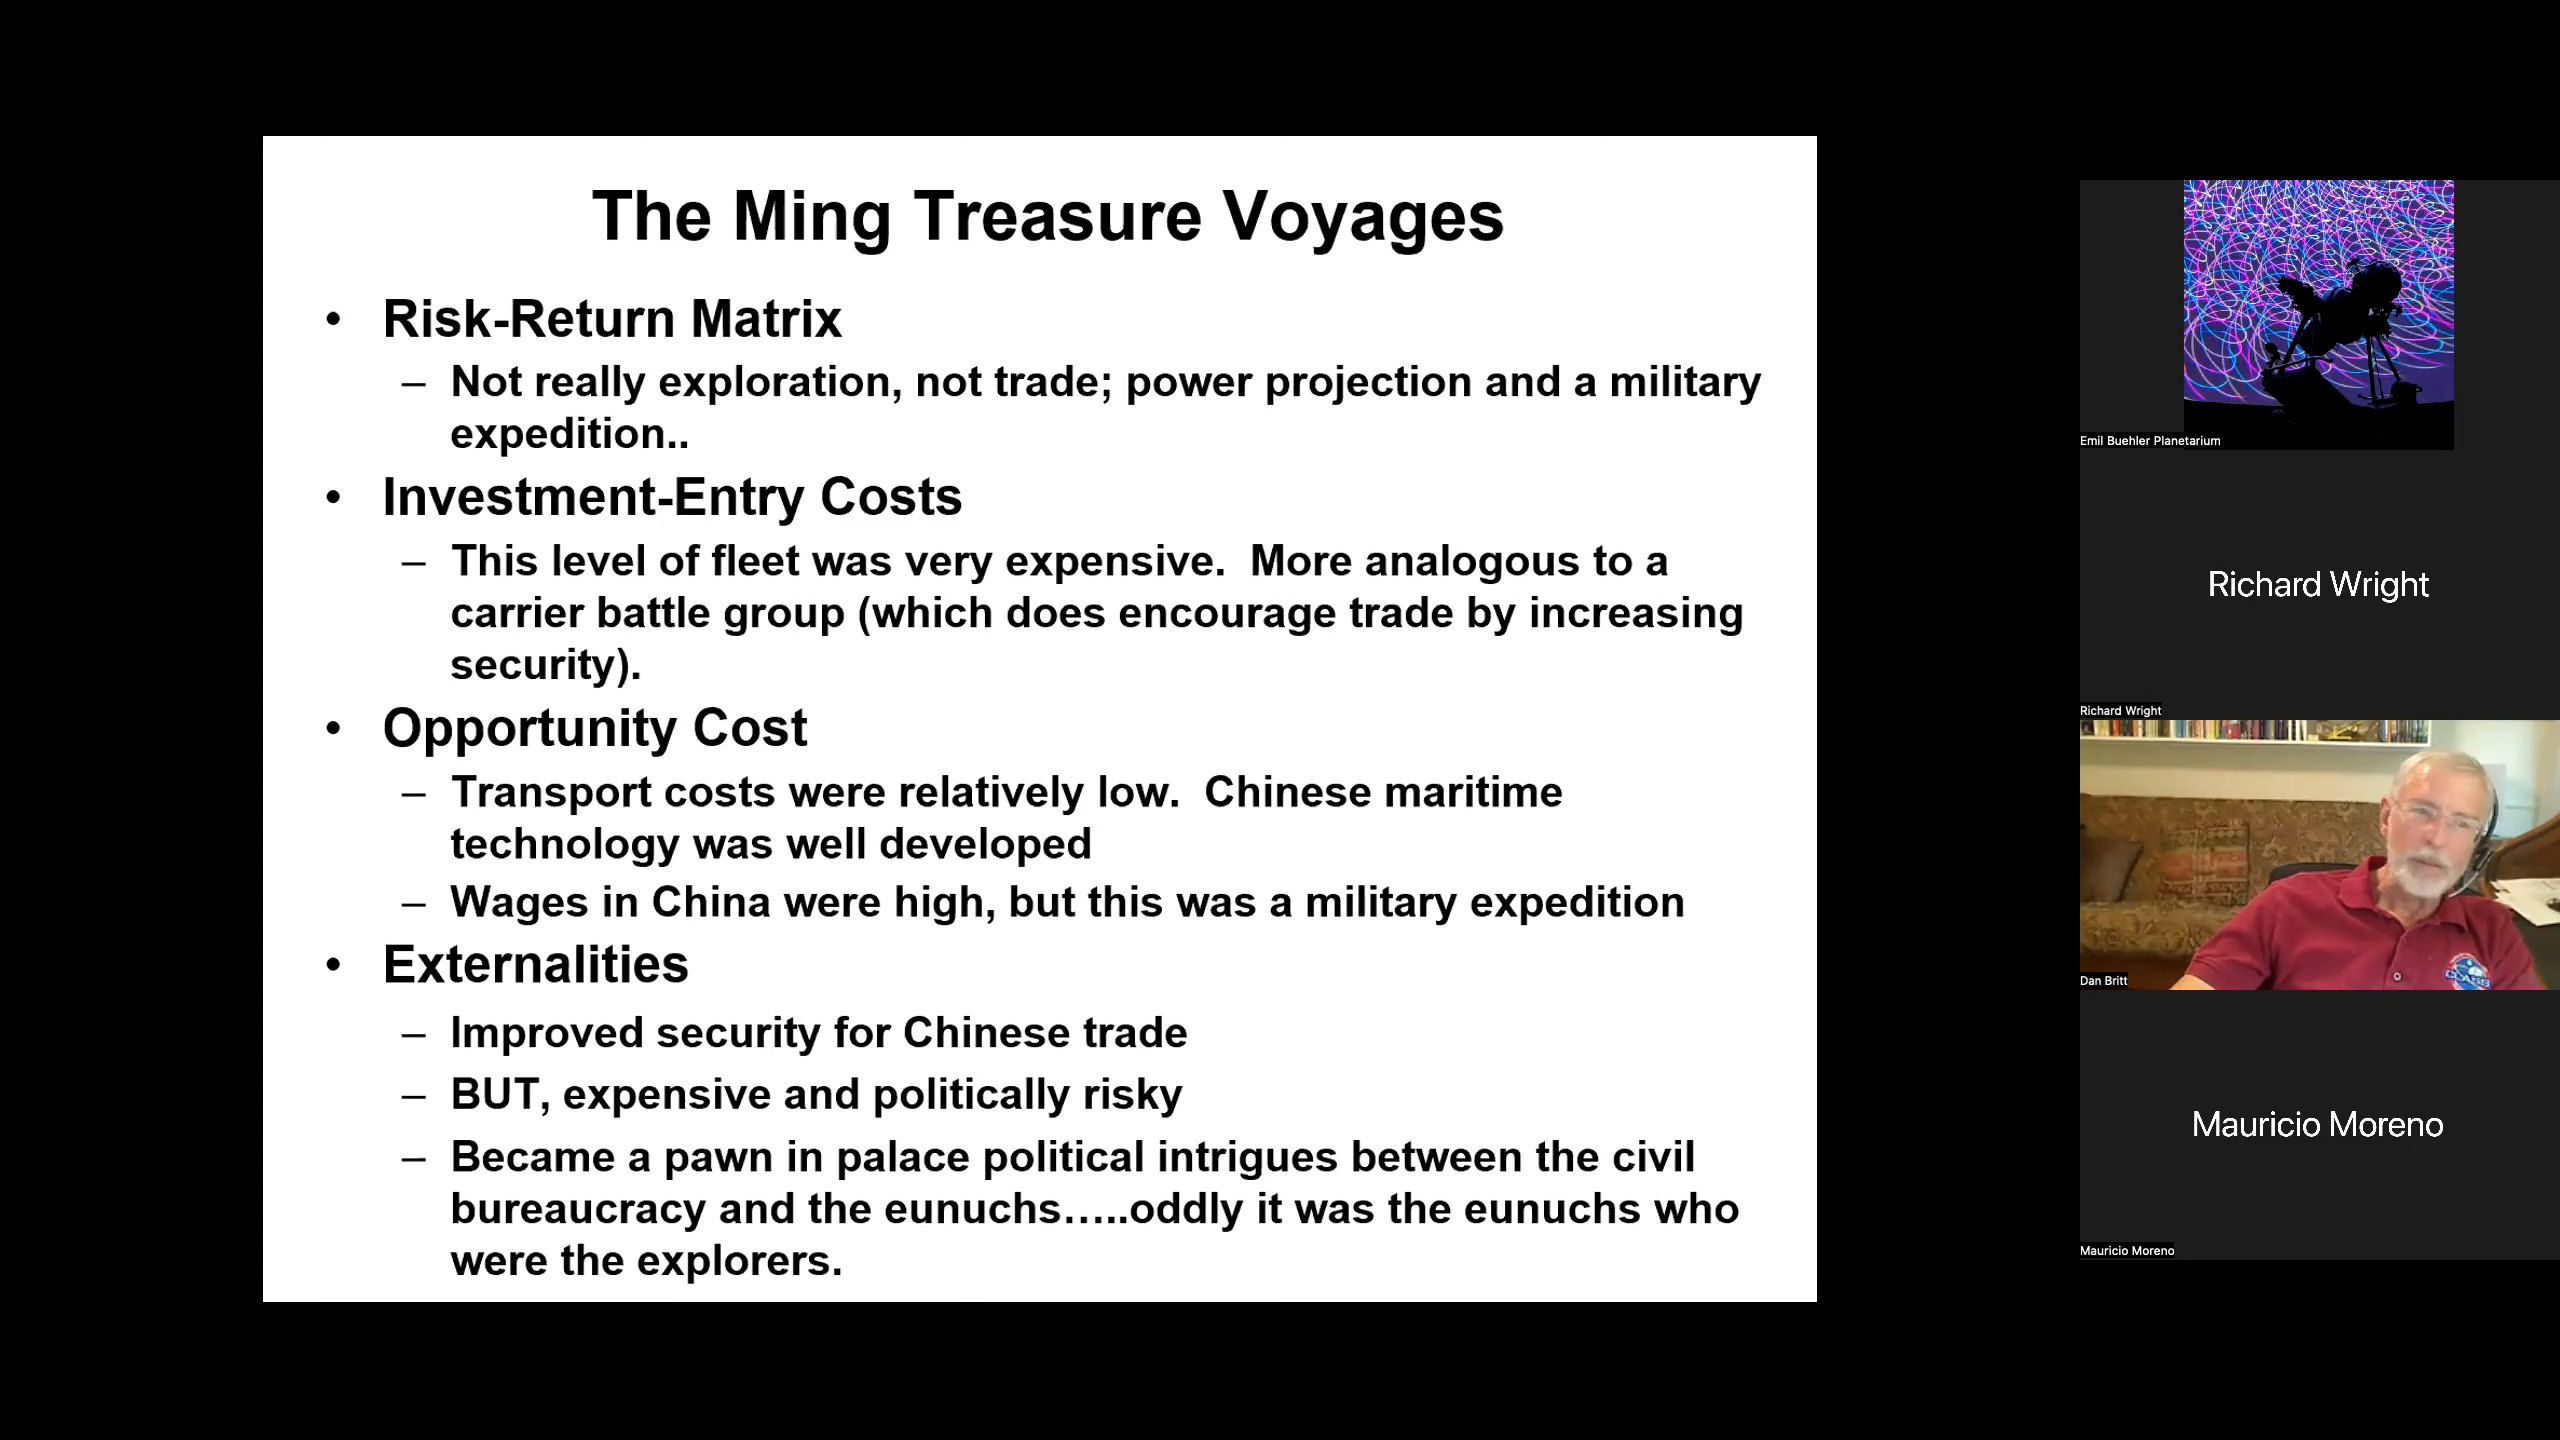 The Ming Treasure Voyages
• Risk-Return Matrix
– Not really exploration, not trade; power projection and a military
expedition..
• Investment-Entry Costs
– This level of fleet was very expensive.  More analogous to a
carrier battle group (which does encourage trade by increasing
security).
• Opportunity Cost
– Transport costs were relatively low.  Chinese maritime
technology was well developed
– Wages in China were high, but this was a military expedition
• Externalities
– Improved security for Chinese trade
– BUT, expensive and politically risky
– Became a pawn in palace political intrigues between the civil
bureaucracy and the eunuchs…..oddly it was the eunuchs who
were the explorers.
Emil Buehler Planetarium
Richard Wright
Richard Wright
CLASS
Dan Britt
Mauricio Moreno
Mauricio Moreno